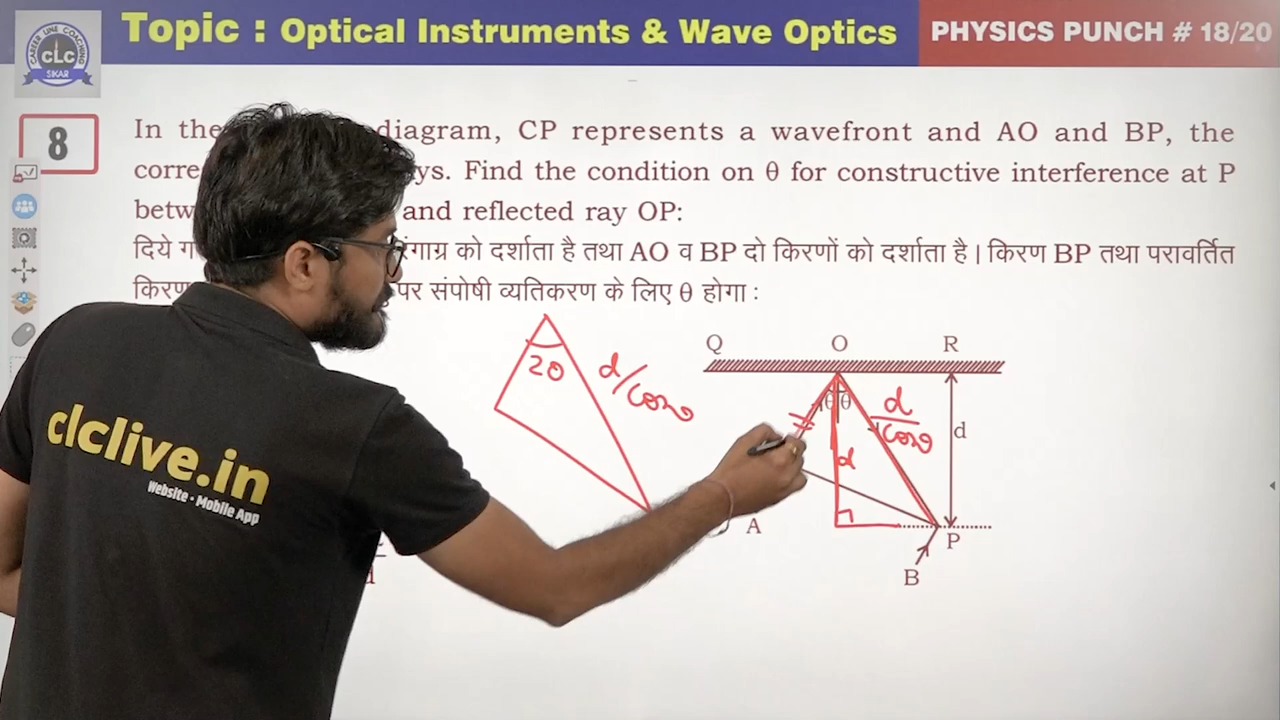 Topic : Optical Instruments & Wave Optics
PHYSICS PUNCH # 18/20
CAREER LINE COACHING
CLC
SIKAR
8
In the diagram, CP represents a wavefront and AO and BP, the
corre ys. Find the condition on θ for constructive interference at P
betw and reflected ray OP:
दिये ग रंगाग्र को दर्शाता है तथा AO व BP दो किरणों को दर्शाता है। किरण BP तथा परावर्तित
किरण पर संपोषी व्यतिकरण के लिए θ होगा :
Q O R
2θ
d/cosθ
θ θ
d/cosθ
d
d
A
P
B
clclive.in
Website • Mobile App